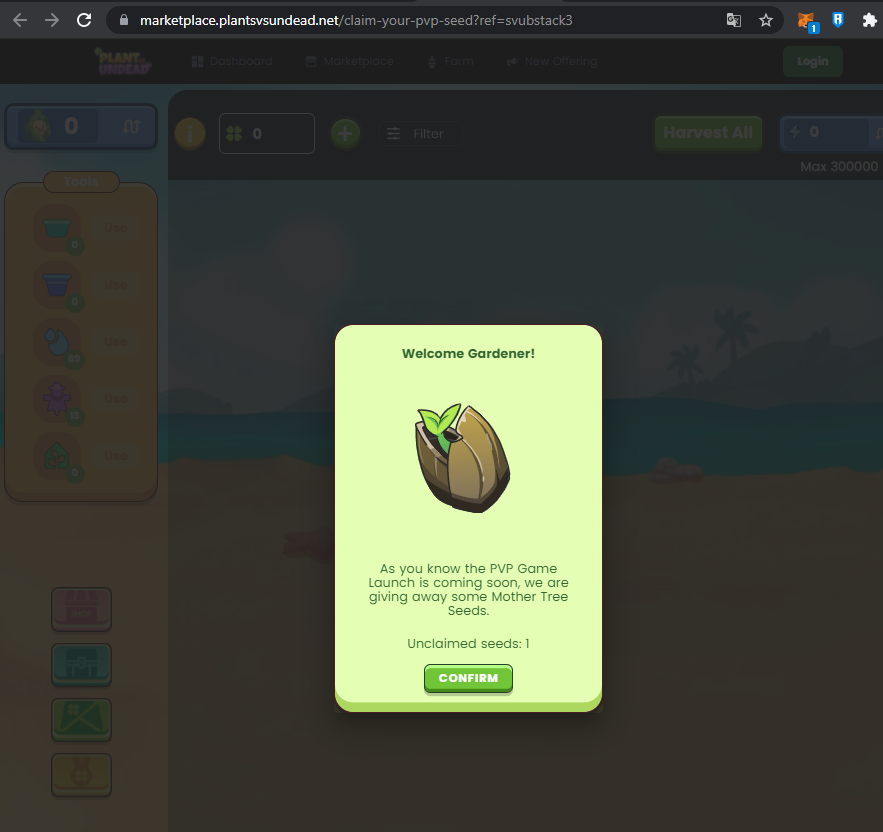 marketplace.plantsvsundead.net/claim-your-pvp-seed?ref=svubstack3
1
PLANT
UNDEAD
Dashboard
Marketplace
Farm
New Offering
Login
0
0
Filter
Harvest All
0
Max 300000
Tools
0
Use
0
Use
Use
13
Use
0
Use
SHOP
Welcome Gardener!
As you know the PVP Game
Launch is coming soon, we are
giving away some Mother Tree
Seeds.
Unclaimed seeds: 1
CONFIRM